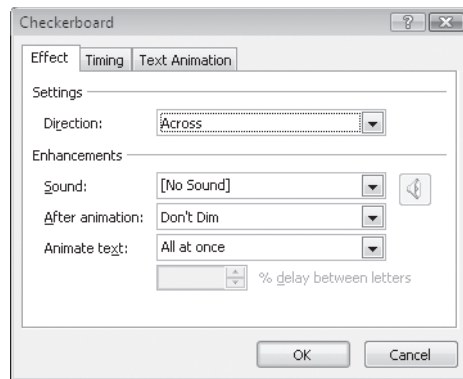 Checkerboard
Effect Timing Text Animation
Settings
Direction: Across
Enhancements
Sound: [No Sound]
After animation: Don't Dim
Animate text: All at once
% delay between letters
OK Cancel